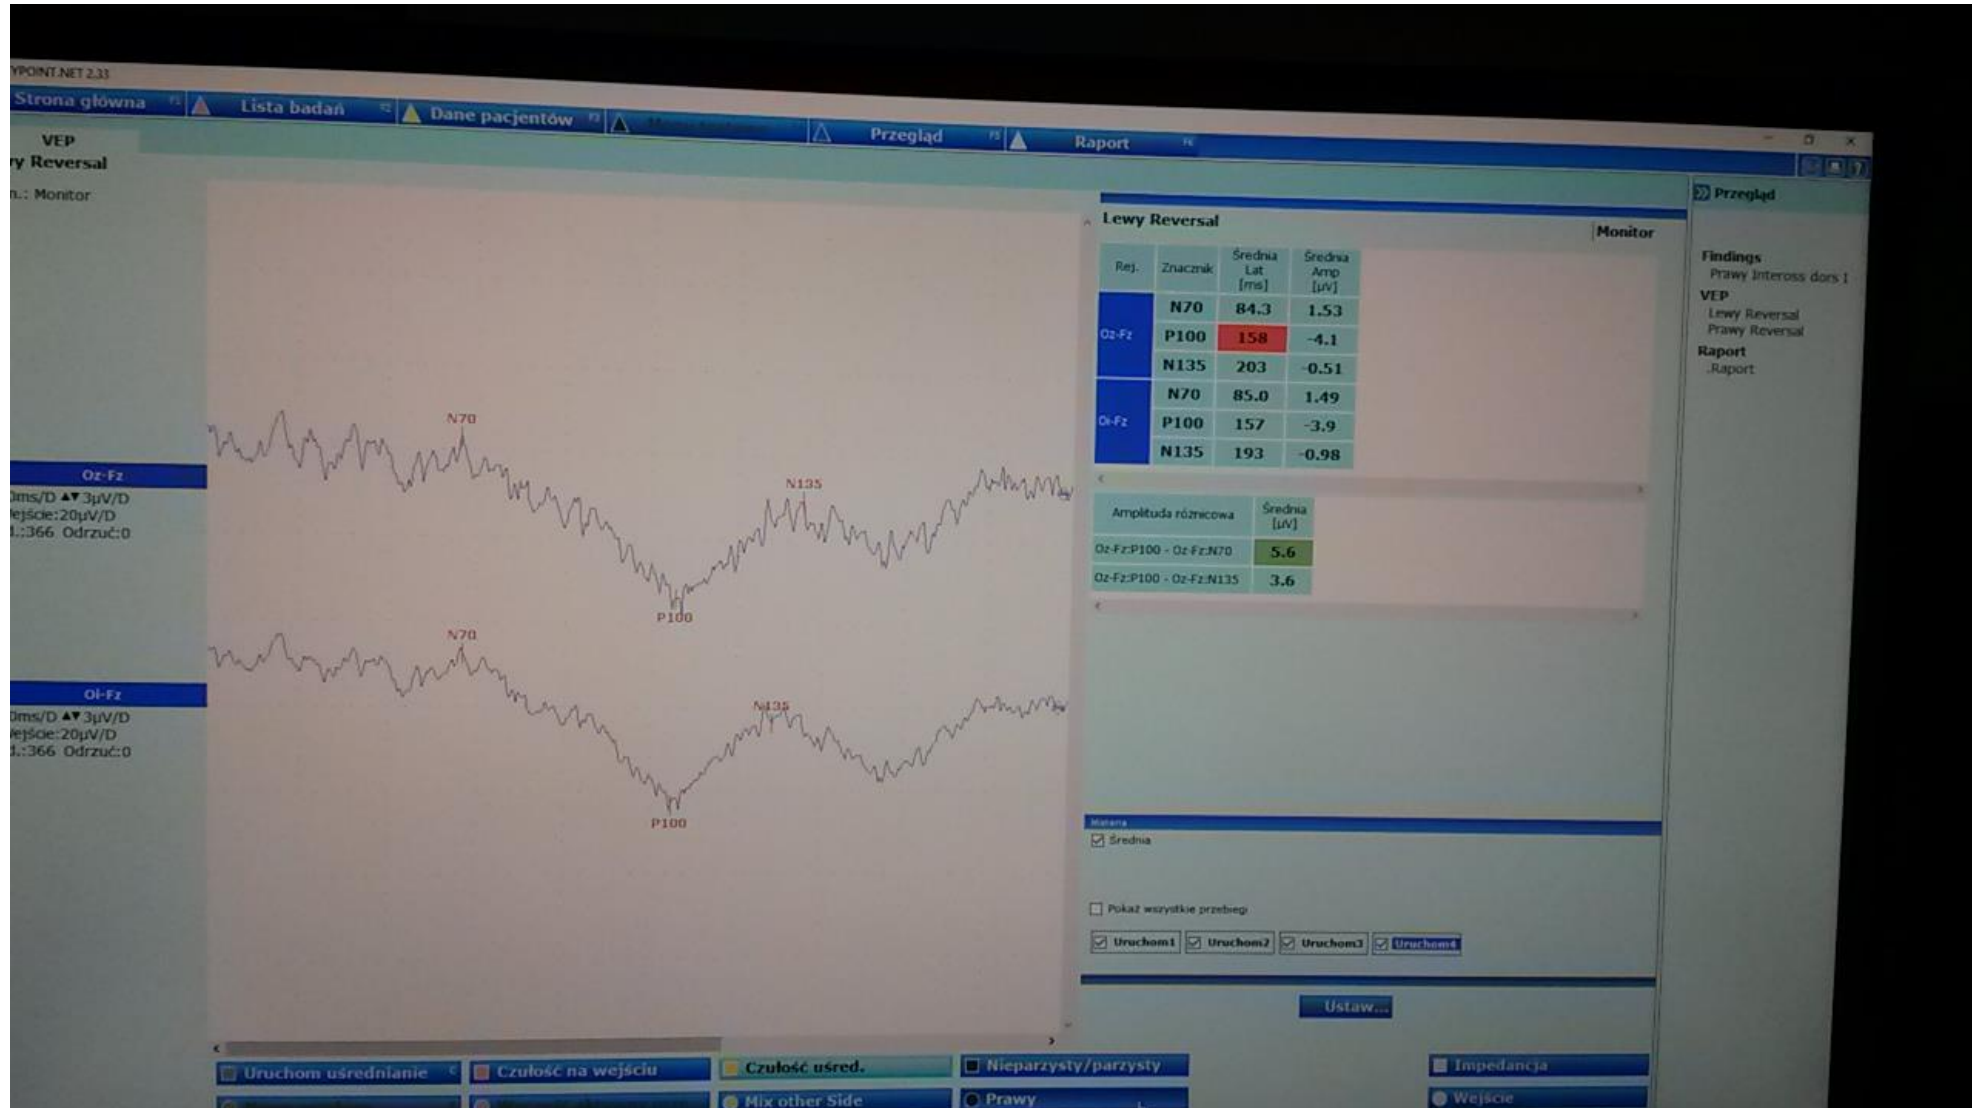 YPOINT.NET 2.33
Strona główna F1 Lista badań F2 Dane pacjentów F3 Przegląd F5 Raport F6
VEP
y Reversal
n.: Monitor
Oz-Fz
0ms/D ▲▼ 3µV/D
ejście:20µV/D
d.:366 Odrzuć:0
Oi-Fz
0ms/D ▲▼ 3µV/D
ejście:20µV/D
d.:366 Odrzuć:0
N70
N135
P100
N70
N135
P100
Lewy Reversal
Monitor
Rej. Znacznik Średnia Lat [ms] Średnia Amp [µV]
Oz-Fz N70 84.3 1.53
P100 158 -4.1
N135 203 -0.51
Oi-Fz N70 85.0 1.49
P100 157 -3.9
N135 193 -0.98
Amplituda różnicowa Średnia [µV]
Oz-Fz:P100 - Oz-Fz:N70 5.6
Oz-Fz:P100 - Oz-Fz:N135 3.6
Średnia
Pokaż wszystkie przebiegi
Uruchom1 Uruchom2 Uruchom3 Uruchom4
Ustaw...
Przegląd
Findings
Prawy Inteross dors I
VEP
Lewy Reversal
Prawy Reversal
Raport
.Raport
Uruchom uśrednianie Czułość na wejściu Czułość uśred. Nieparzysty/parzysty Impedancja
Mix other Side Prawy Wejście